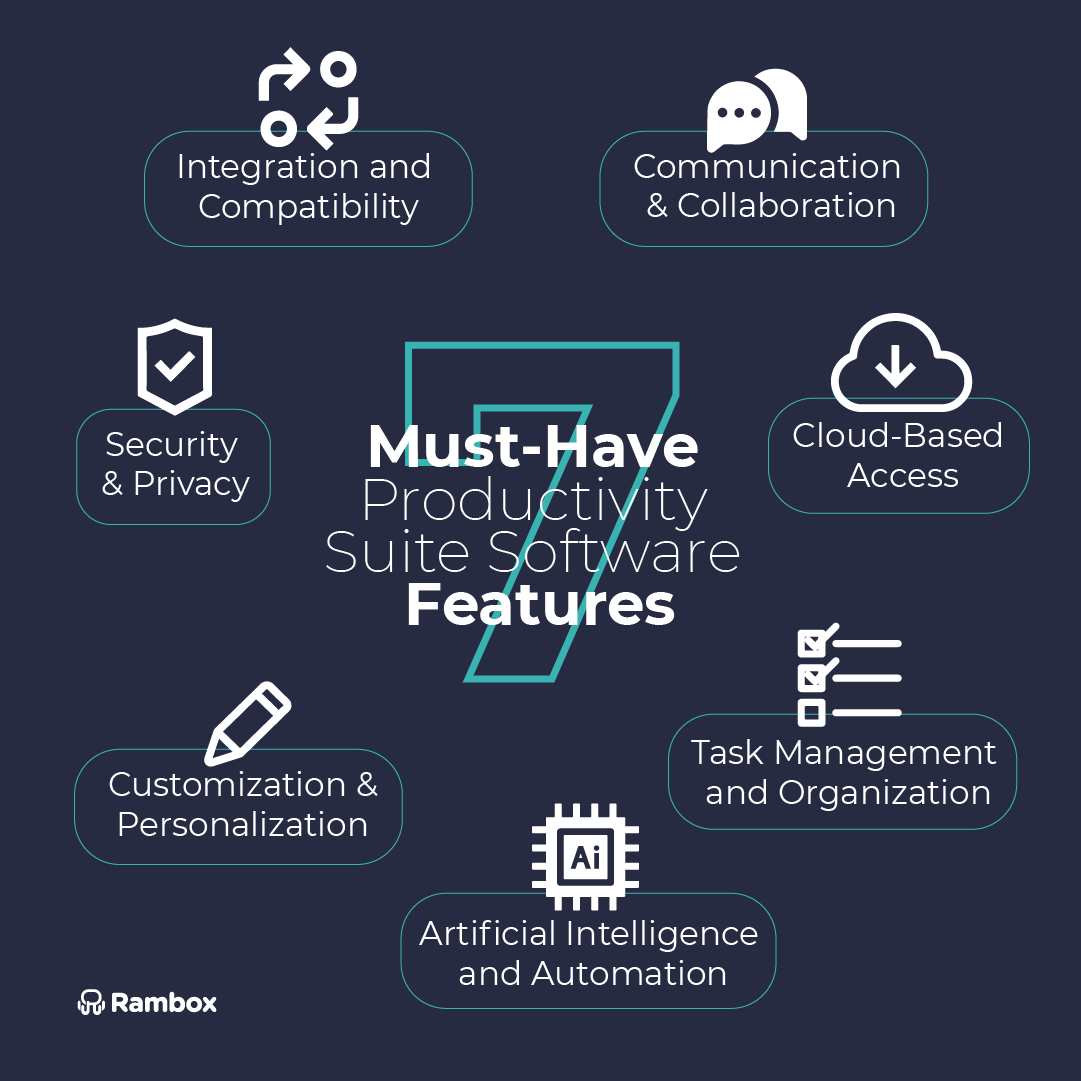 Integration and
Compatibility
Communication
& Collaboration
Security
& Privacy
7
Must-Have
Productivity
Suite Software
Features
Cloud-Based
Access
Customization &
Personalization
Task Management
and Organization
Ai
Artificial Intelligence
and Automation
Rambox